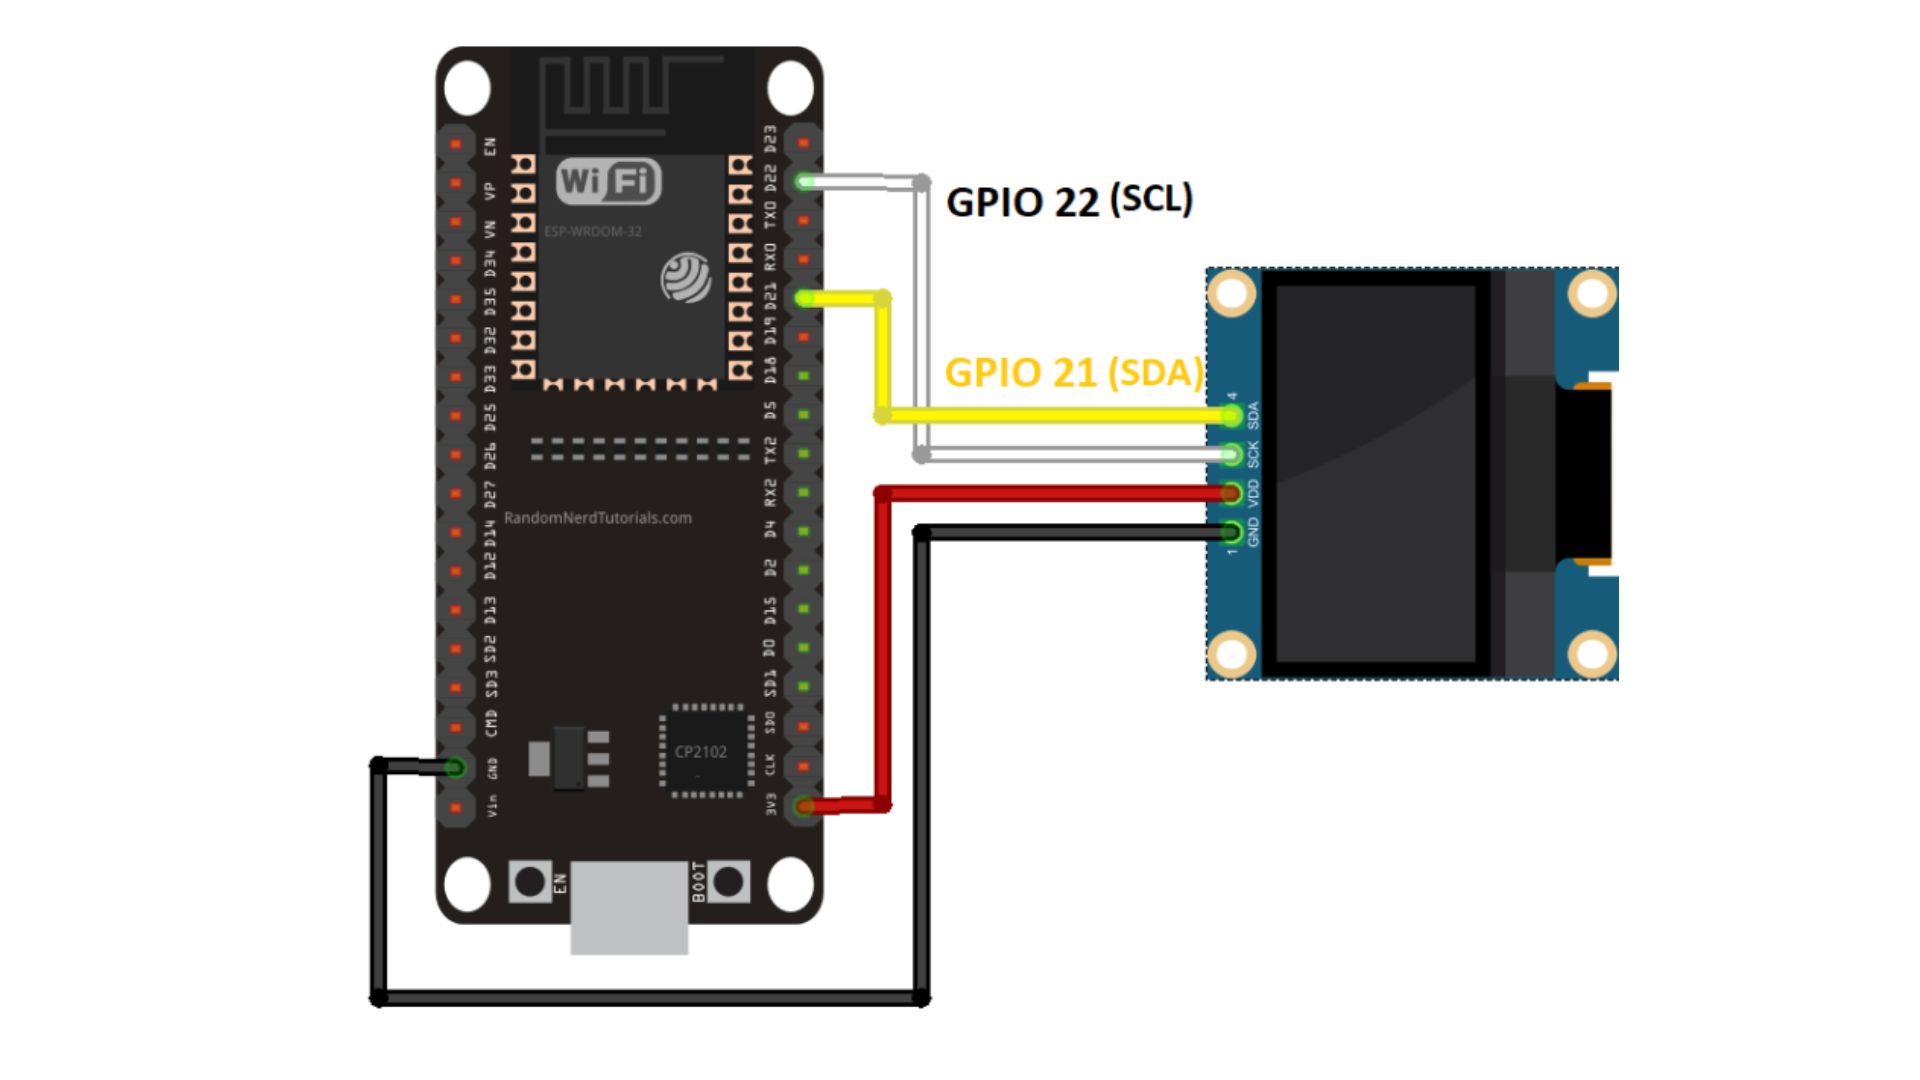 EN
VP
VN
D34
D35
D32
D33
D25
D26
D27
D14
D12
D13
SD2
SD3
CMD
GND
Vin
WiFi
ESP-WROOM-32
RandomNerdTutorials.com
CP2102
EN
BOOT
D23
D22
TX0
RX0
D21
D19
D18
D5
TX2
RX2
D4
D2
D15
D0
SD1
SD0
CLK
3V3
GPIO 22 (SCL)
GPIO 21 (SDA)
4
SDA
SCK
VDD
GND
1